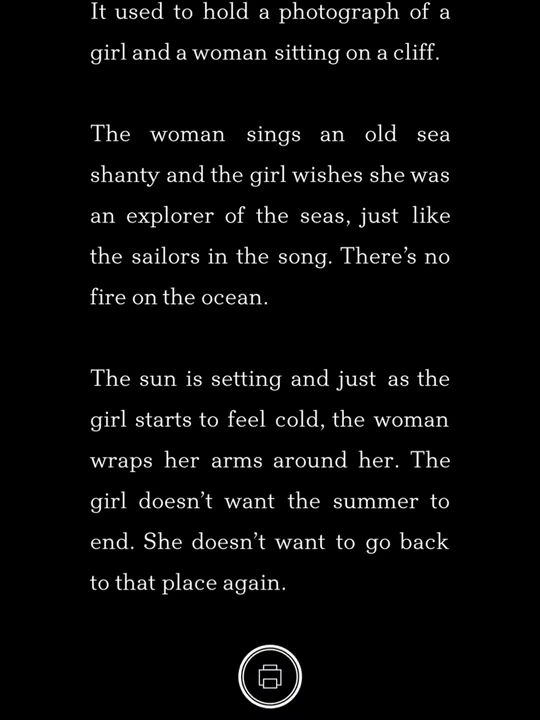 It used to hold a photograph of a
girl and a woman sitting on a cliff.
The woman sings an old sea
shanty and the girl wishes she was
an explorer of the seas, just like
the sailors in the song. There’s no
fire on the ocean.
The sun is setting and just as the
girl starts to feel cold, the woman
wraps her arms around her. The
girl doesn’t want the summer to
end. She doesn’t want to go back
to that place again.